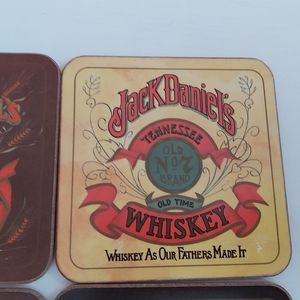 Jack Daniel's
TENNESSEE
OLD
No 7
BRAND
OLD TIME
WHISKEY
WHISKEY AS OUR FATHERS MADE IT